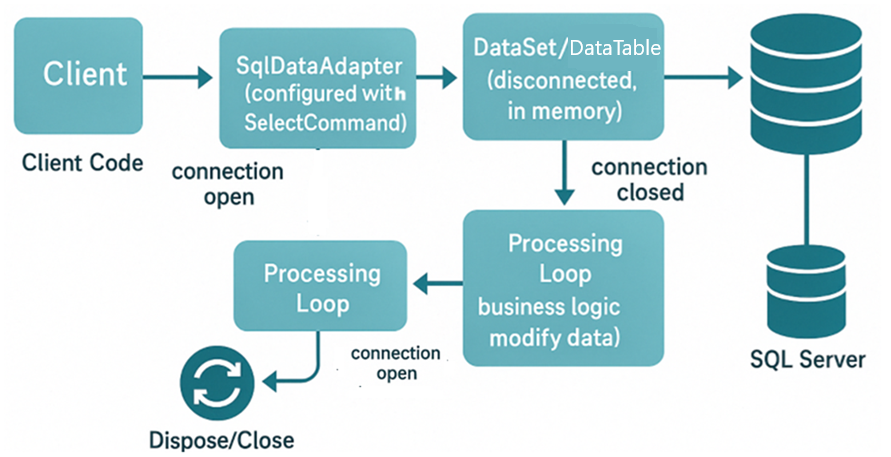 Client
Client Code
SqlDataAdapter
(configured with
SelectCommand)
connection
open
DataSet/DataTable
(disconnected,
in memory)
connection
closed
Processing
Loop
business logic
modify data)
Processing
Loop
connection
open
Dispose/Close
SQL Server